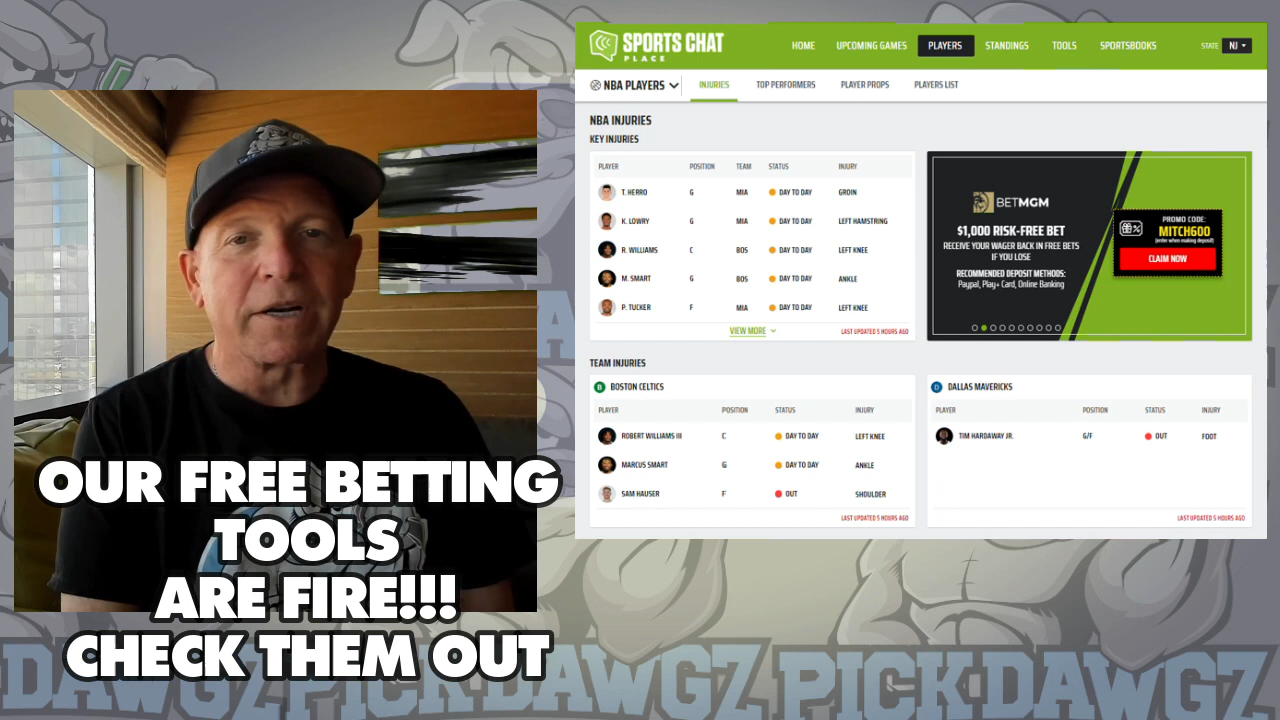 SPORTS CHAT
PLACE
HOME UPCOMING GAMES PLAYERS STANDINGS TOOLS SPORTSBOOKS STATE NJ
NBA PLAYERS INJURIES TOP PERFORMERS PLAYER PROPS PLAYERS LIST
NBA INJURIES
KEY INJURIES
PLAYER POSITION TEAM STATUS INJURY
T. HERRO G MIA DAY TO DAY GROIN
K. LOWRY G MIA DAY TO DAY LEFT HAMSTRING
R. WILLIAMS C BOS DAY TO DAY LEFT KNEE
M. SMART G BOS DAY TO DAY ANKLE
P. TUCKER F MIA DAY TO DAY LEFT KNEE
VIEW MORE LAST UPDATED 5 HOURS AGO
BETMGM
$1,000 RISK-FREE BET
RECEIVE YOUR WAGER BACK IN FREE BETS
IF YOU LOSE
RECOMMENDED DEPOSIT METHODS:
Paypal, Play+ Card, Online Banking
PROMO CODE:
MITCH600
(enter when making deposit)
CLAIM NOW
TEAM INJURIES
B BOSTON CELTICS
PLAYER POSITION STATUS INJURY
ROBERT WILLIAMS III C DAY TO DAY LEFT KNEE
MARCUS SMART G DAY TO DAY ANKLE
SAM HAUSER F OUT SHOULDER
LAST UPDATED 5 HOURS AGO
D DALLAS MAVERICKS
PLAYER POSITION STATUS INJURY
TIM HARDAWAY JR. G/F OUT FOOT
LAST UPDATED 5 HOURS AGO
OUR FREE BETTING
TOOLS
ARE FIRE!!!
CHECK THEM OUT
DAWGZ PICKDAWGZ PICKDAWGZ